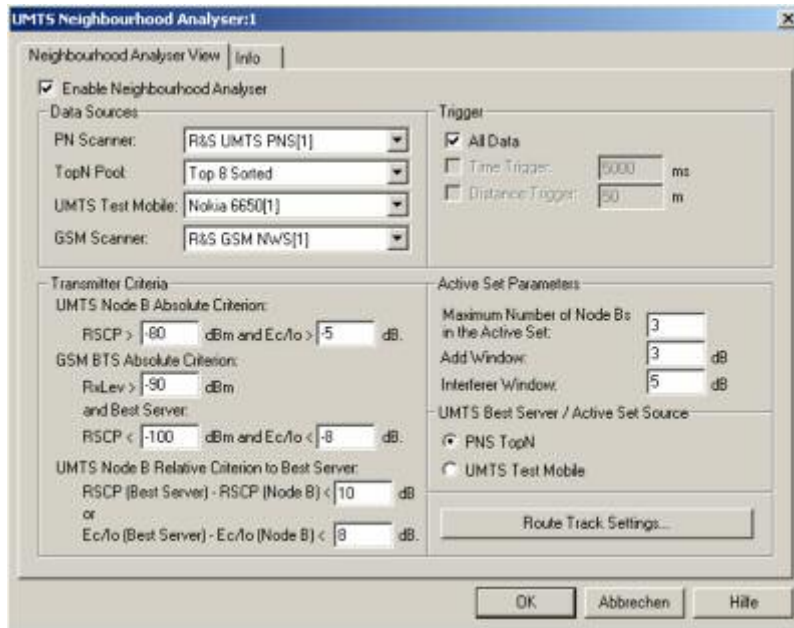 UMTS Neighbourhood Analyser:1
Neighbourhood Analyser View
Info
Enable Neighbourhood Analyser
Data Sources
PN Scanner: R&S UMTS PNS[1]
TopN Pool: Top 8 Sorted
UMTS Test Mobile: Nokia 6650[1]
GSM Scanner: R&S GSM NWS[1]
Trigger
All Data
Time Trigger: 5000 ms
Distance Trigger: 50 m
Transmitter Criteria
UMTS Node B Absolute Criterion:
RSCP > -80 dBm and Ec/Io > -5 dB.
GSM BTS Absolute Criterion:
RxLev > -90 dBm
and Best Server:
RSCP < -100 dBm and Ec/Io < -8 dB.
UMTS Node B Relative Criterion to Best Server:
RSCP (Best Server) - RSCP (Node B) < 10 dB
or
Ec/Io (Best Server) - Ec/Io (Node B) < 8 dB.
Active Set Parameters
Maximum Number of Node Bs
in the Active Set: 3
Add Window: 3 dB
Interferer Window: 5 dB
UMTS Best Server / Active Set Source
PNS TopN
UMTS Test Mobile
Route Track Settings...
OK
Abbrechen
Hilfe